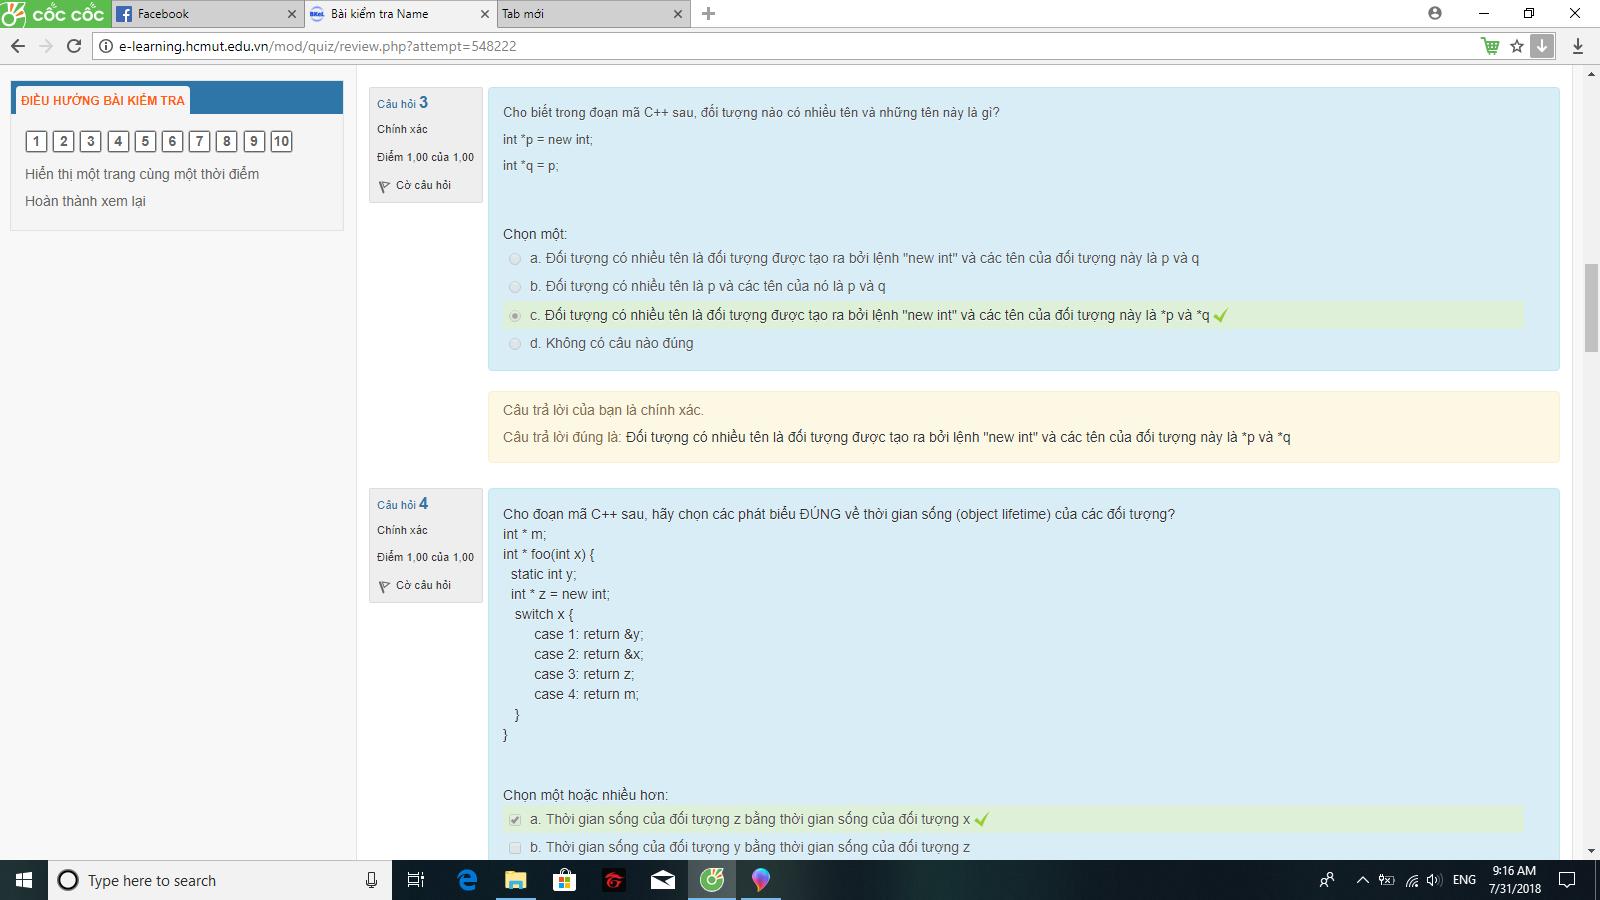 cốc cốc
Facebook
Bài kiểm tra Name
Tab mới
e-learning.hcmut.edu.vn/mod/quiz/review.php?attempt=548222
ĐIỀU HƯỚNG BÀI KIỂM TRA
1 2 3 4 5 6 7 8 9 10
Hiển thị một trang cùng một thời điểm
Hoàn thành xem lại
Câu hỏi 3
Chính xác
Điểm 1,00 của 1,00
Cờ câu hỏi
Cho biết trong đoạn mã C++ sau, đối tượng nào có nhiều tên và những tên này là gì?
int *p = new int;
int *q = p;
Chọn một:
a. Đối tượng có nhiều tên là đối tượng được tạo ra bởi lệnh "new int" và các tên của đối tượng này là p và q
b. Đối tượng có nhiều tên là p và các tên của nó là p và q
c. Đối tượng có nhiều tên là đối tượng được tạo ra bởi lệnh "new int" và các tên của đối tượng này là *p và *q
d. Không có câu nào đúng
Câu trả lời của bạn là chính xác.
Câu trả lời đúng là: Đối tượng có nhiều tên là đối tượng được tạo ra bởi lệnh "new int" và các tên của đối tượng này là *p và *q
Câu hỏi 4
Chính xác
Điểm 1,00 của 1,00
Cờ câu hỏi
Cho đoạn mã C++ sau, hãy chọn các phát biểu ĐÚNG về thời gian sống (object lifetime) của các đối tượng?
int * m;
int * foo(int x) {
static int y;
int * z = new int;
switch x {
case 1: return &y;
case 2: return &x;
case 3: return z;
case 4: return m;
}
}
Chọn một hoặc nhiều hơn:
a. Thời gian sống của đối tượng z bằng thời gian sống của đối tượng x
b. Thời gian sống của đối tượng y bằng thời gian sống của đối tượng z
Type here to search
ENG
9:16 AM
7/31/2018